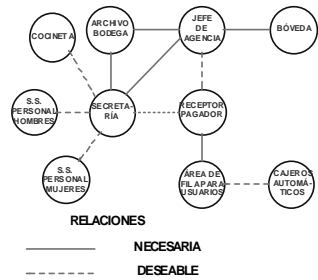 COCINETA
ARCHIVO
BODEGA
JEFE
DE
AGENCIA
BÓVEDA
S.S.
PERSONAL
HOMBRES
SECRETA-
RÍA
RECEPTOR
PAGADOR
S.S.
PERSONAL
MUJERES
ÁREA DE
FILA PARA
USUARIOS
CAJEROS
AUTOMÁ-
TICOS
RELACIONES
NECESARIA
DESEABLE